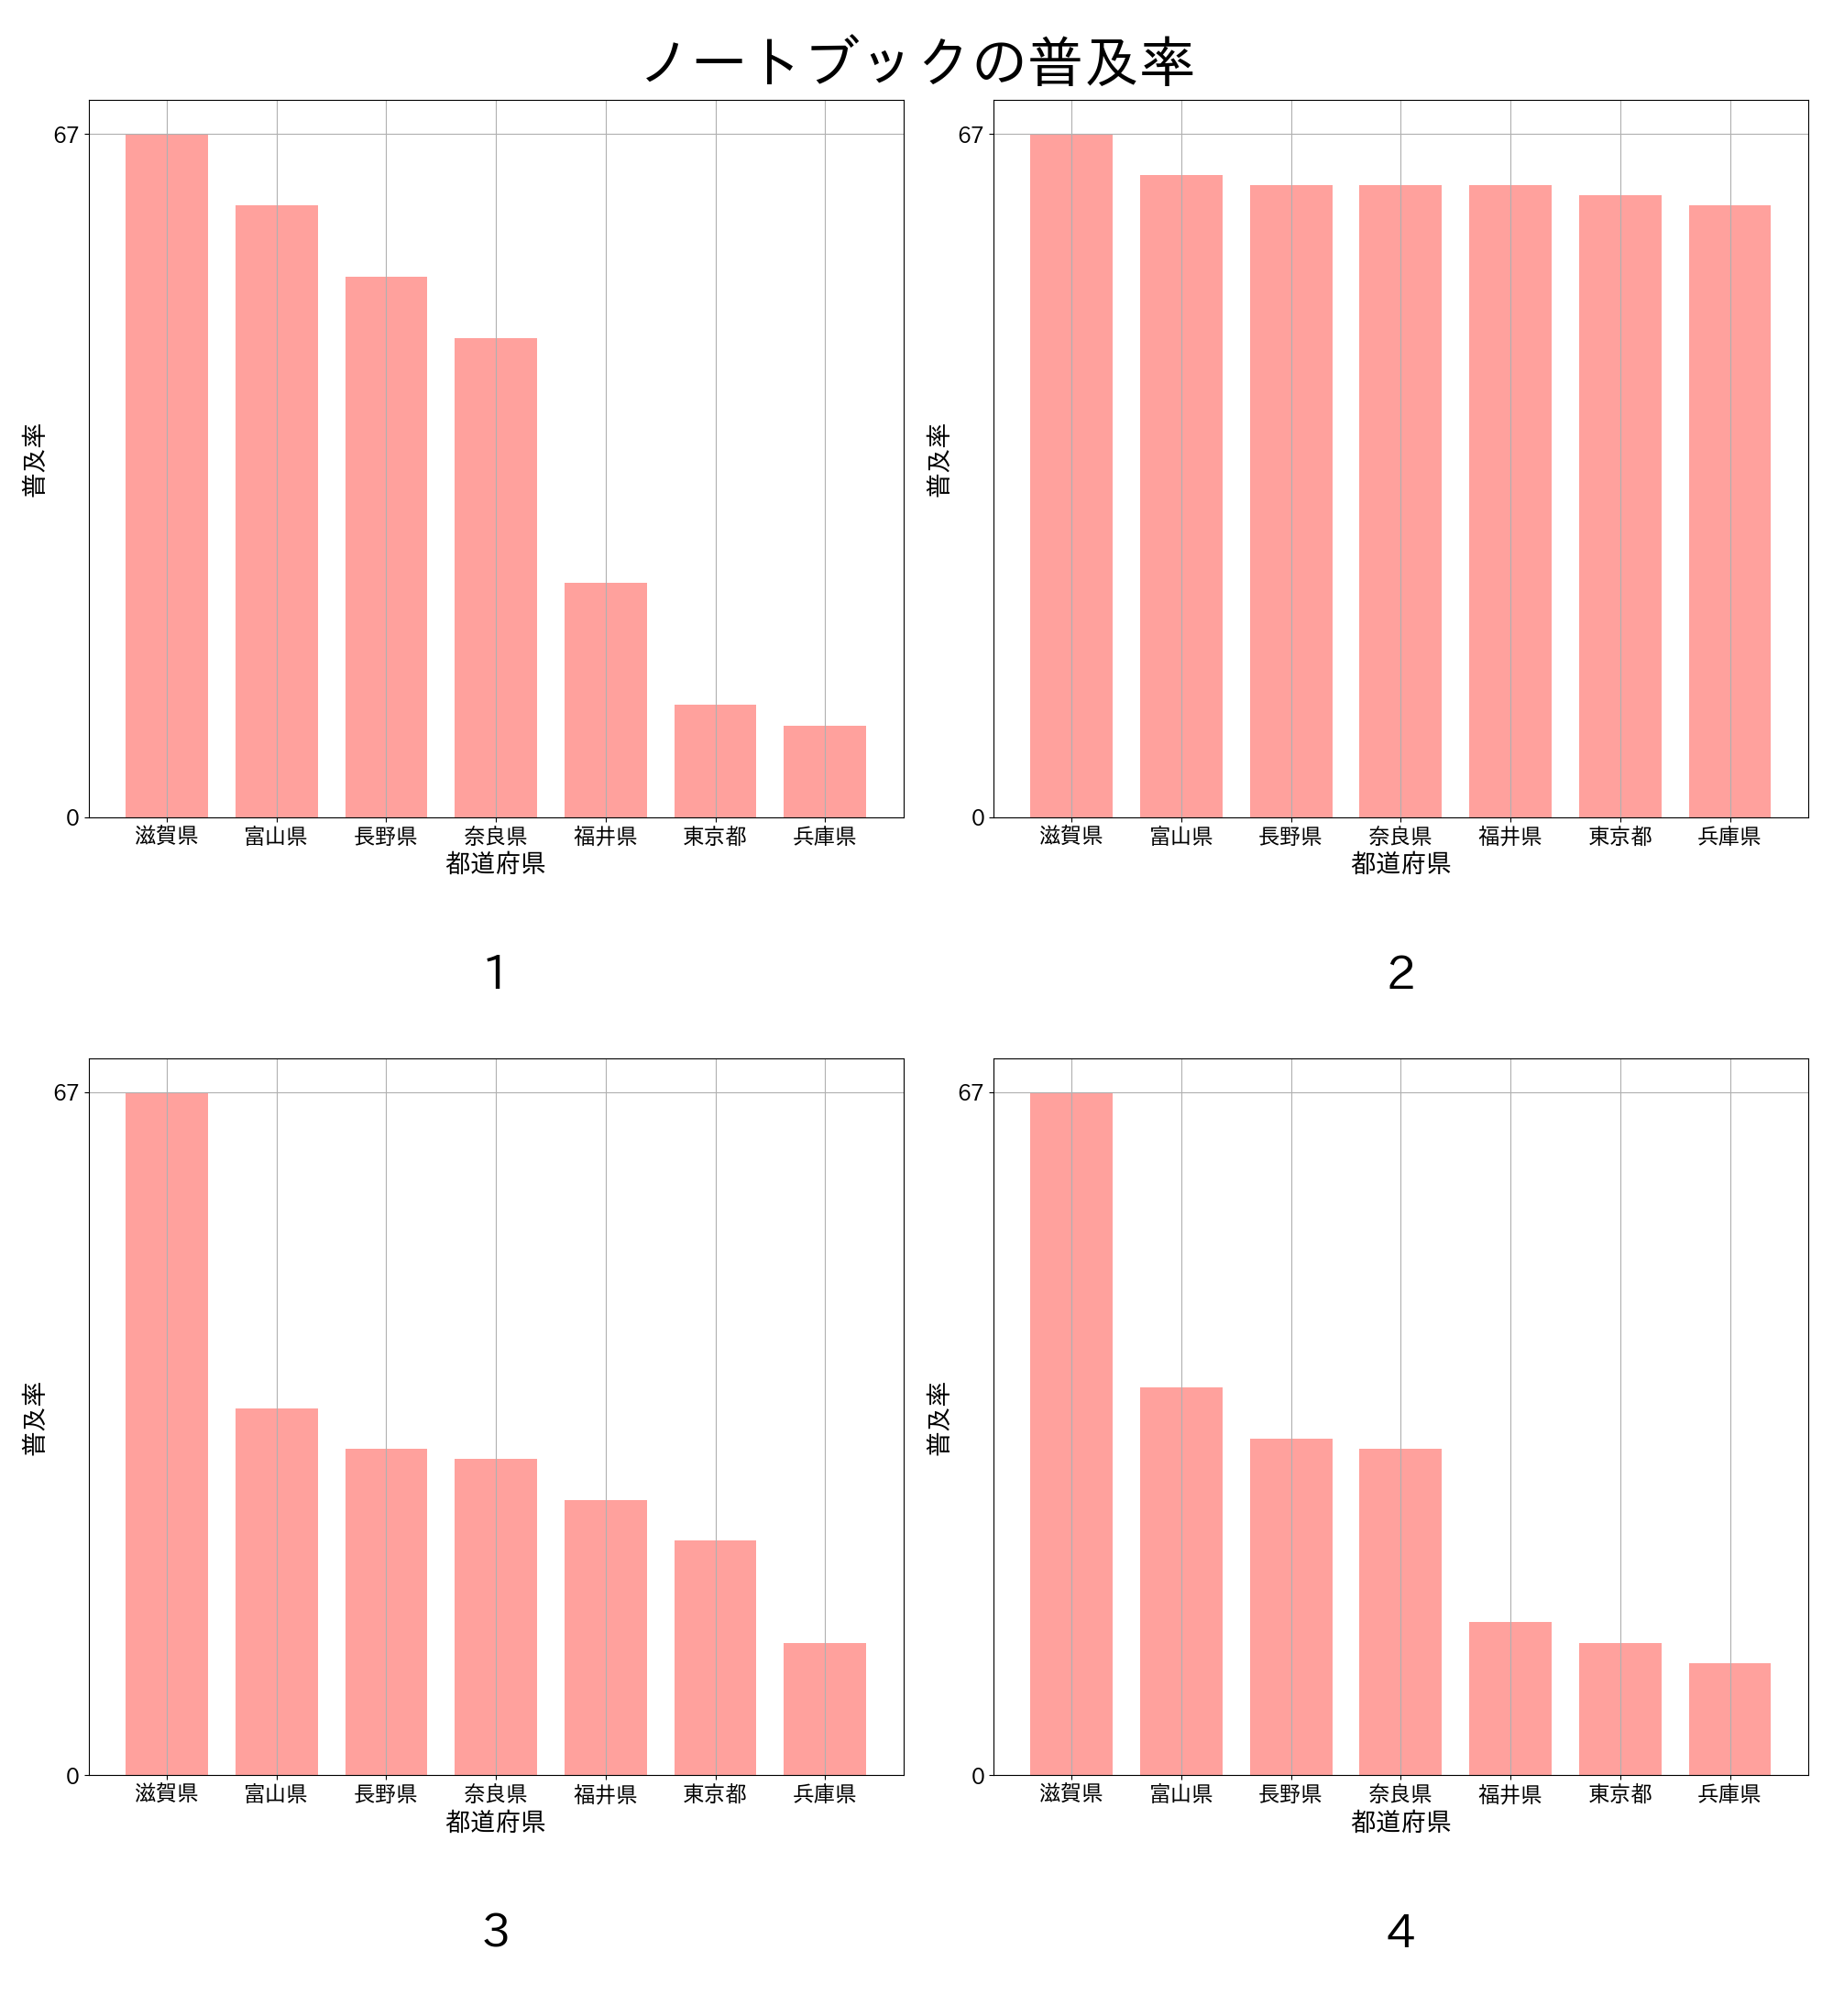 ノートブックの普及率
67
普及率
0
滋賀県 富山県 長野県 奈良県 福井県 東京都 兵庫県
都道府県
1
67
普及率
0
滋賀県 富山県 長野県 奈良県 福井県 東京都 兵庫県
都道府県
2
67
普及率
0
滋賀県 富山県 長野県 奈良県 福井県 東京都 兵庫県
都道府県
3
67
普及率
0
滋賀県 富山県 長野県 奈良県 福井県 東京都 兵庫県
都道府県
4